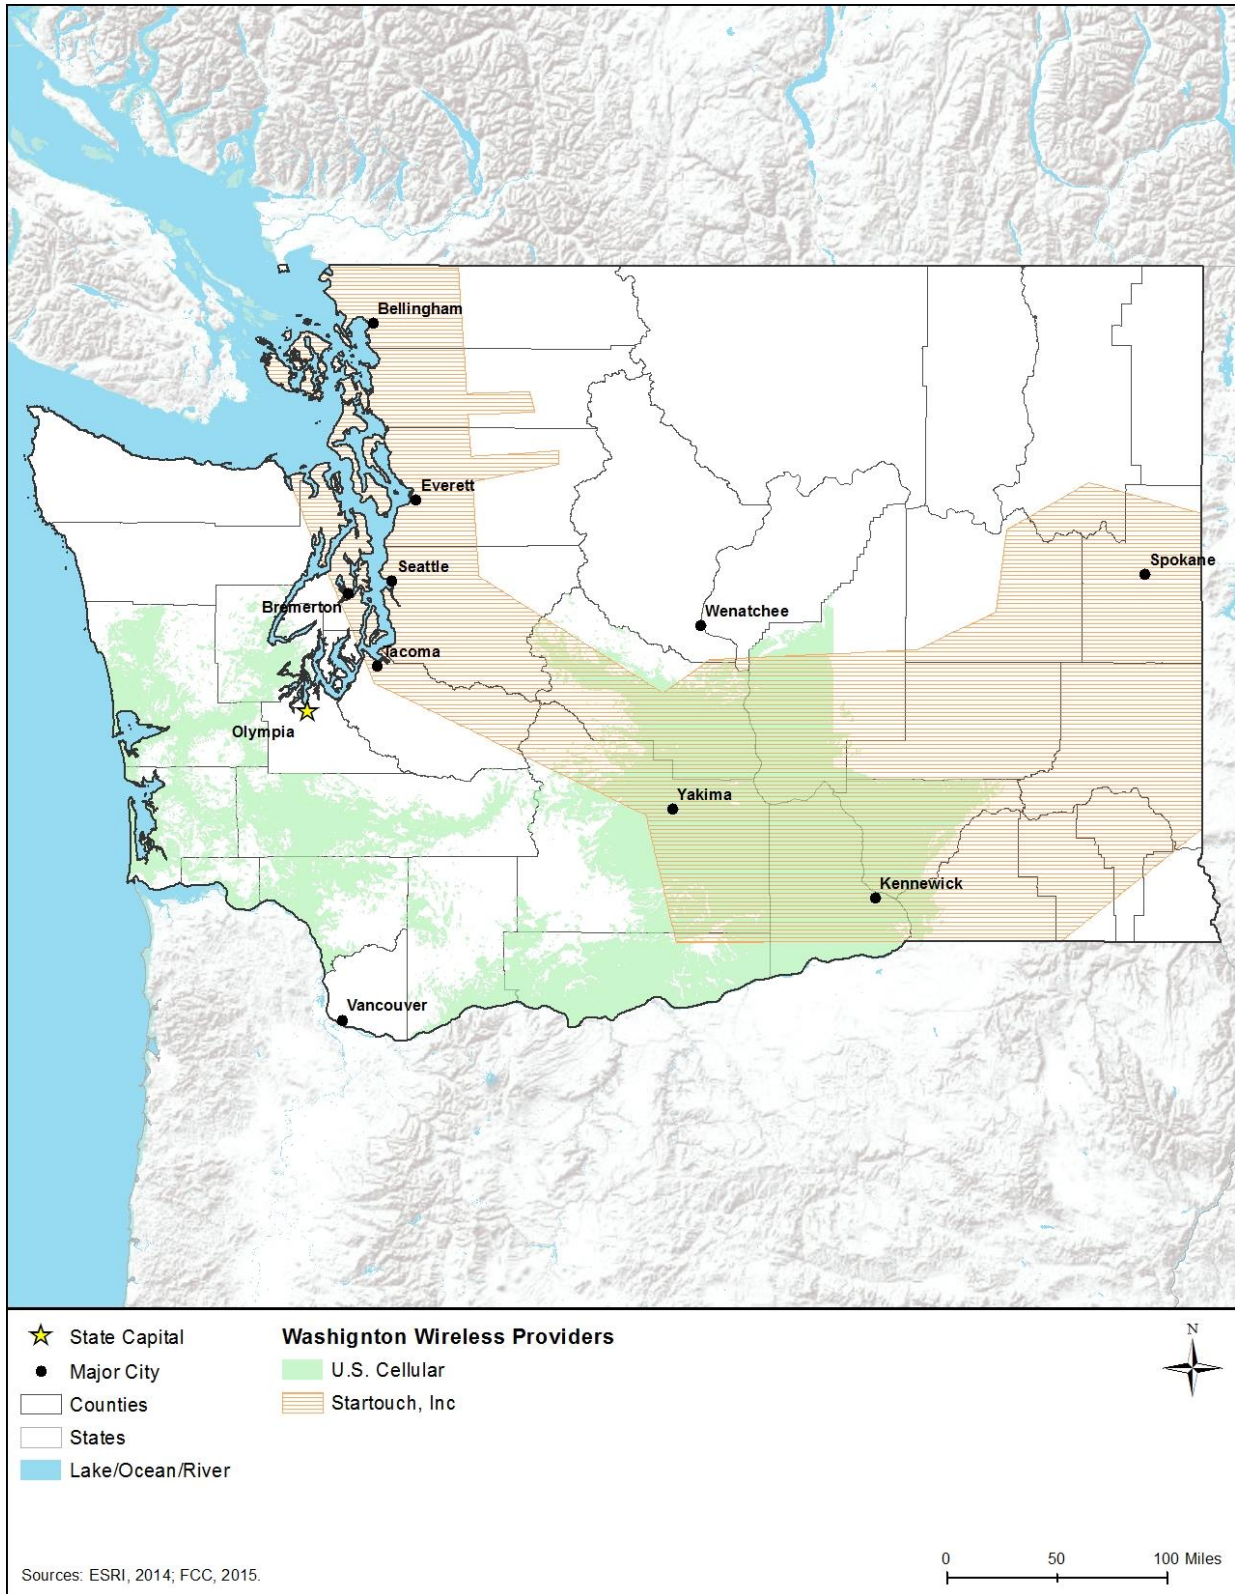 Bellingham
Everett
Seattle
Spokane
Bremerton
Wenatchee
Tacoma
Olympia
Yakima
Kennewick
Vancouver
State Capital
Major City
Counties
States
Lake/Ocean/River
Washignton Wireless Providers
U.S. Cellular
Startouch, Inc
N
Sources: ESRI, 2014; FCC, 2015.
0 50 100 Miles